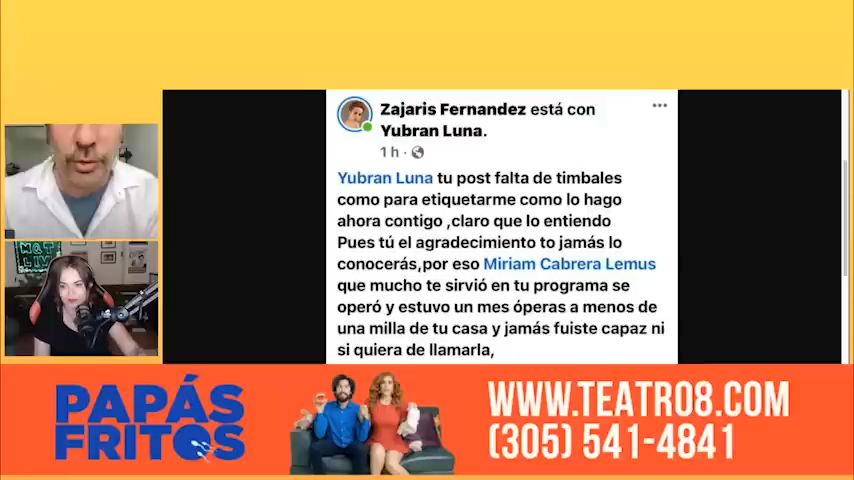 Zajaris Fernandez está con
Yubran Luna.
1 h ·
Yubran Luna tu post falta de timbales
como para etiquetarme como lo hago
ahora contigo ,claro que lo entiendo
Pues tú el agradecimiento to jamás lo
conocerás,por eso Miriam Cabrera Lemus
que mucho te sirvió en tu programa se
operó y estuvo un mes óperas a menos de
una milla de tu casa y jamás fuiste capaz ni
si quiera de llamarla,
PAPÁS
FRITOS
WWW.TEATRO8.COM
(305) 541-4841